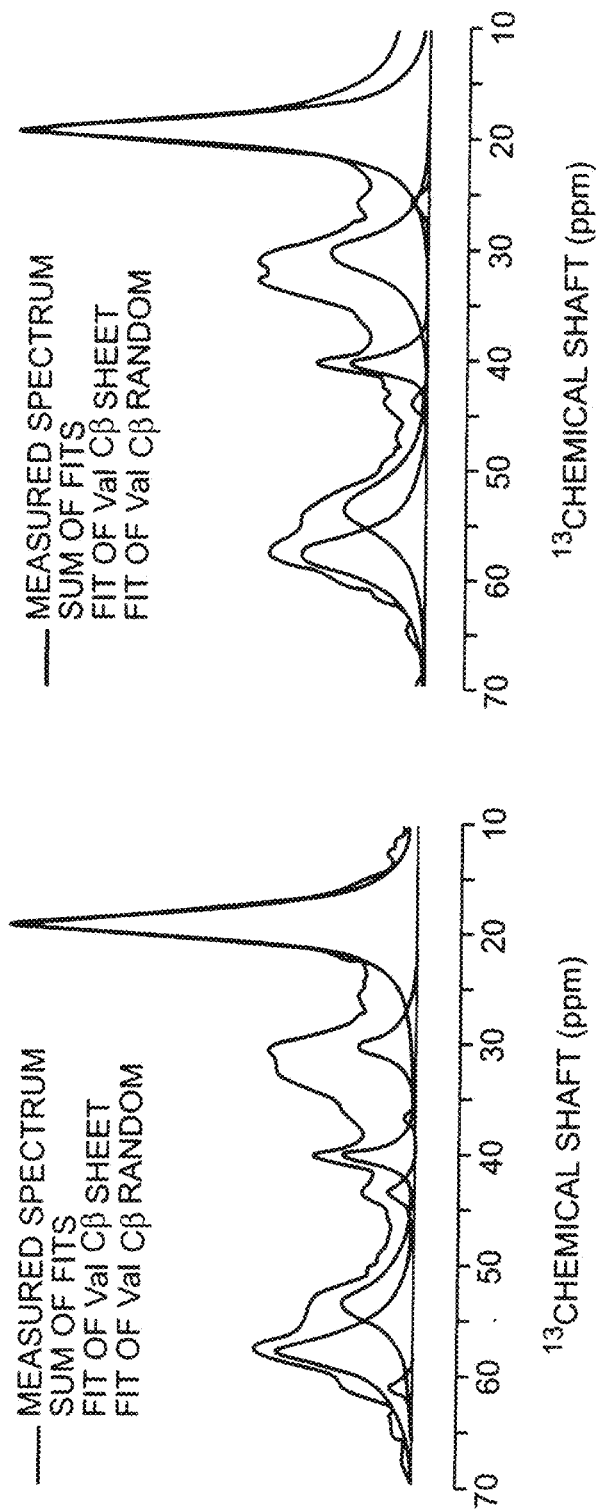 — MEASURED SPECTRUM
SUM OF FITS
FIT OF Val Cβ SHEET
FIT OF Val Cβ RANDOM
70 60 50 40 30 20 10
¹³CHEMICAL SHAFT (ppm)
— MEASURED SPECTRUM
SUM OF FITS
FIT OF Val Cβ SHEET
FIT OF Val Cβ RANDOM
70 60 50 40 30 20 10
¹³CHEMICAL SHAFT (ppm)